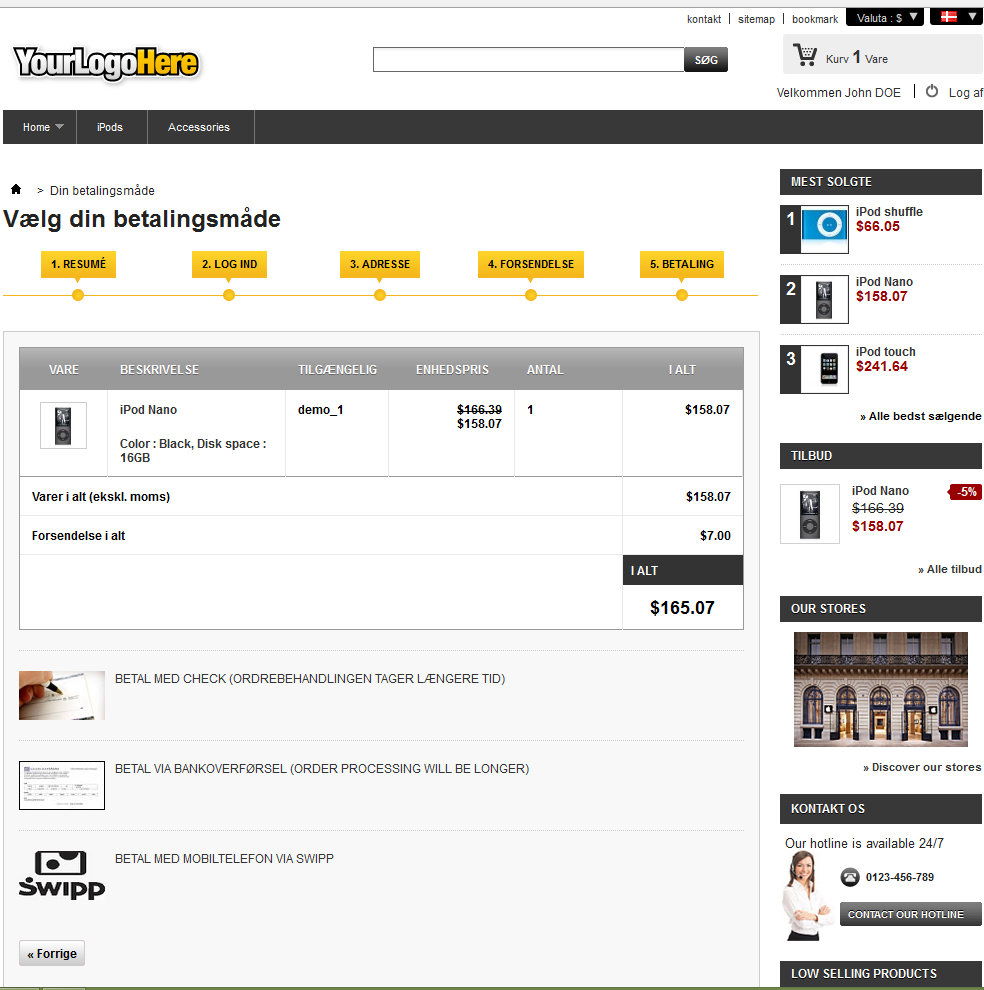 kontakt | sitemap | bookmark Valuta : $ ▼ ▼
YourLogoHere
SØG
Kurv 1 Vare
Velkommen John DOE | Log af
Home iPods Accessories
> Din betalingsmåde
Vælg din betalingsmåde
1. RESUMÉ 2. LOG IND 3. ADRESSE 4. FORSENDELSE 5. BETALING
VARE BESKRIVELSE TILGÆNGELIG ENHEDSPRIS ANTAL I ALT
iPod Nano demo_1 $166.39 1 $158.07
$158.07
Color : Black, Disk space :
16GB
Varer i alt (ekskl. moms) $158.07
Forsendelse i alt $7.00
I ALT
$165.07
BETAL MED CHECK (ORDREBEHANDLINGEN TAGER LÆNGERE TID)
BETAL VIA BANKOVERFØRSEL (ORDER PROCESSING WILL BE LONGER)
SWIPP
BETAL MED MOBILTELEFON VIA SWIPP
« Forrige
MEST SOLGTE
1 iPod shuffle
$66.05
2 iPod Nano
$158.07
3 iPod touch
$241.64
» Alle bedst sælgende
TILBUD
iPod Nano -5%
$166.39
$158.07
» Alle tilbud
OUR STORES
» Discover our stores
KONTAKT OS
Our hotline is available 24/7
0123-456-789
CONTACT OUR HOTLINE
LOW SELLING PRODUCTS